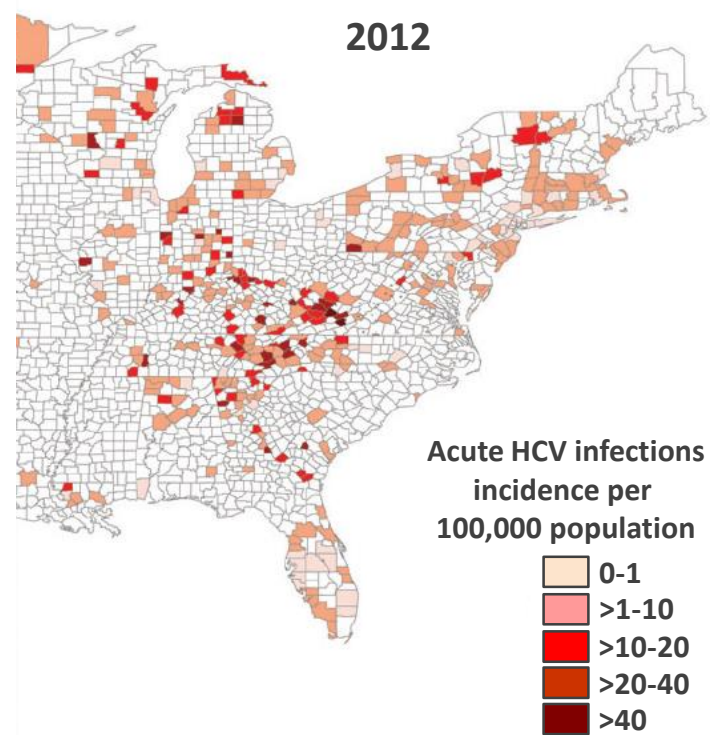 2012
Acute HCV infections
incidence per
100,000 population
0-1
>1-10
>10-20
>20-40
>40